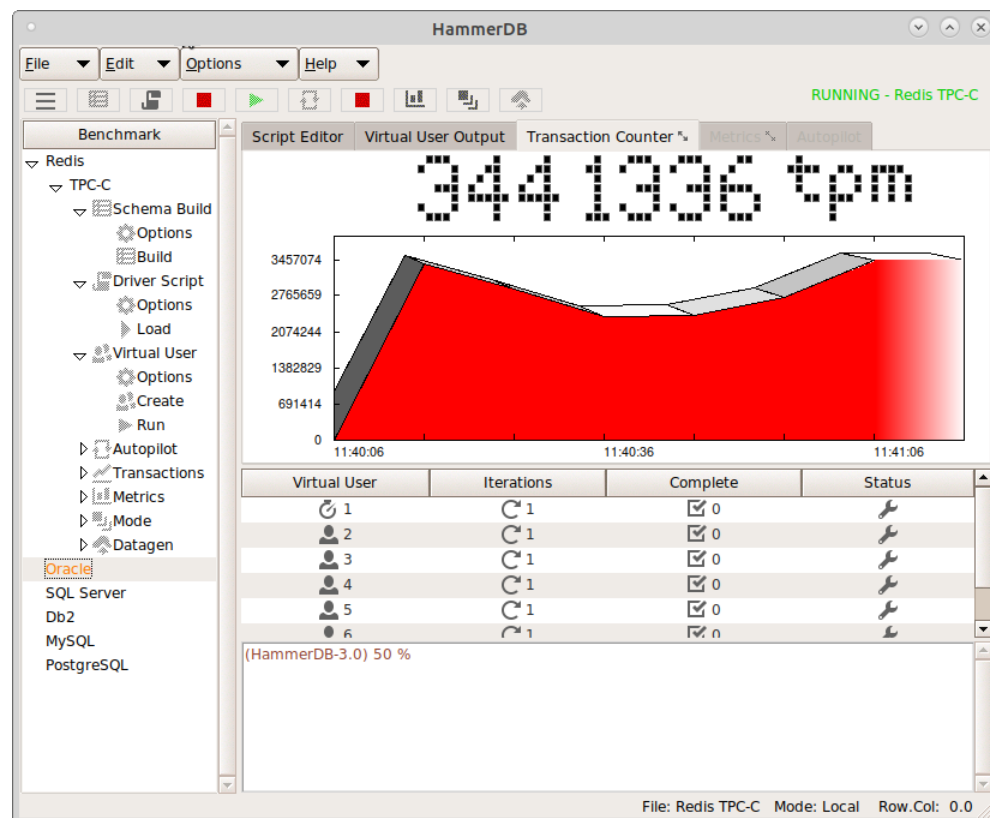 HammerDB
File Edit Options Help
RUNNING - Redis TPC-C
Benchmark
Script Editor Virtual User Output Transaction Counter Metrics Autopilot
Redis
TPC-C
Schema Build
Options
Build
Driver Script
Options
Load
Virtual User
Options
Create
Run
Autopilot
Transactions
Metrics
Mode
Datagen
Oracle
SQL Server
Db2
MySQL
PostgreSQL
3441336 tpm
3457074
2765659
2074244
1382829
691414
0
11:40:06 11:40:36 11:41:06
Virtual User Iterations Complete Status
1 1 0
2 1 0
3 1 0
4 1 0
5 1 0
6 1 0
(HammerDB-3.0) 50 %
File: Redis TPC-C Mode: Local Row.Col: 0.0